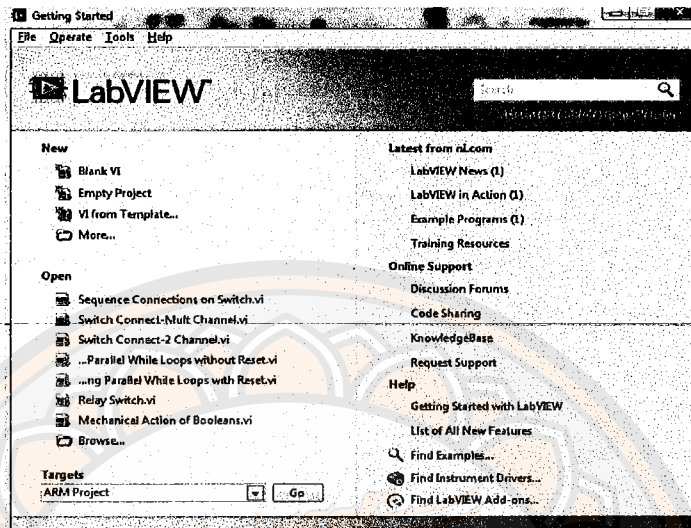 Getting Started
File Operate Tools Help
LabVIEW™
Search
New
Blank VI
Empty Project
VI from Template...
More...
Open
Sequence Connections on Switch.vi
Switch Connect-Mult Channel.vi
Switch Connect-2 Channel.vi
...Parallel While Loops without Reset.vi
...ng Parallel While Loops with Reset.vi
Relay Switch.vi
Mechanical Action of Booleans.vi
Browse...
Targets
ARM Project
Go
Latest from ni.com
LabVIEW News (1)
LabVIEW in Action (1)
Example Programs (1)
Training Resources
Online Support
Discussion Forums
Code Sharing
KnowledgeBase
Request Support
Help
Getting Started with LabVIEW
List of All New Features
Find Examples...
Find Instrument Drivers...
Find LabVIEW Add-ons...